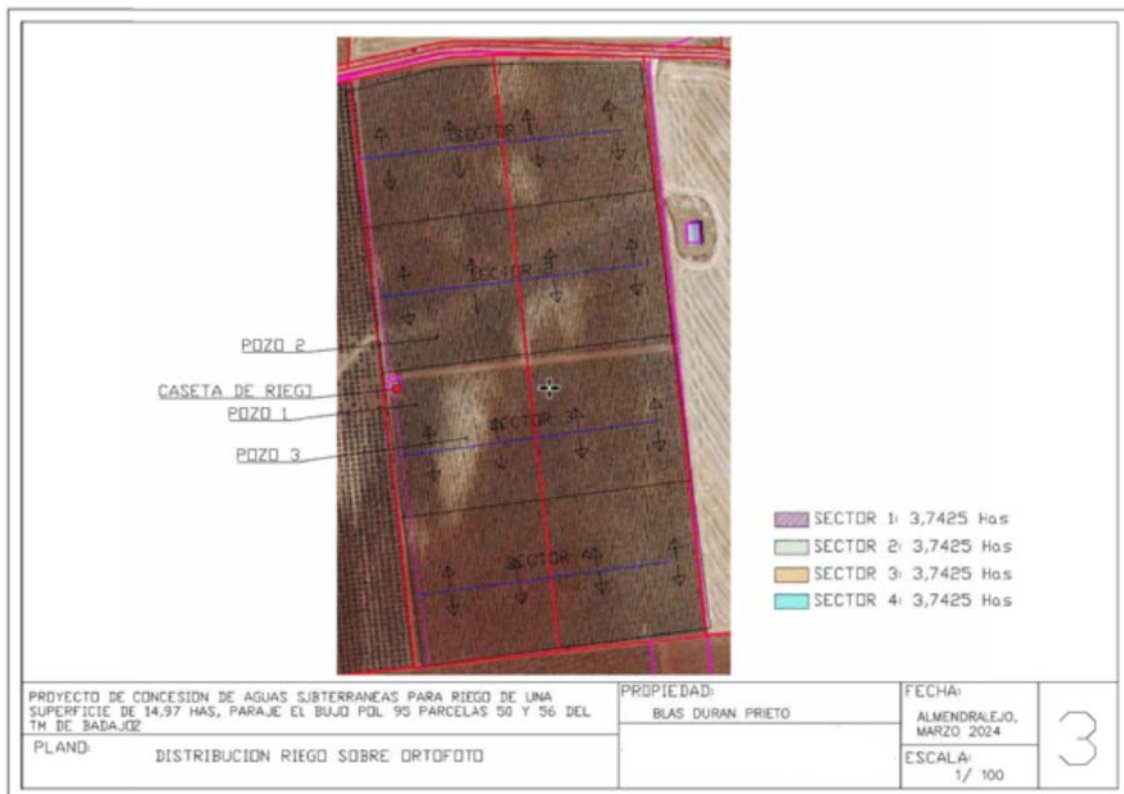 SECTOR 1
SECTOR 2
POZO 2
CASETA DE RIEGO
POZO 1
SECTOR 3
POZO 3
SECTOR 4
SECTOR 1: 3,7425 Has
SECTOR 2: 3,7425 Has
SECTOR 3: 3,7425 Has
SECTOR 4: 3,7425 Has
PROYECTO DE CONCESION DE AGUAS SUBTERRANEAS PARA RIEGO DE UNA
SUPERFICIE DE 14,97 HAS, PARAJE EL BUJO POL 95 PARCELAS 50 Y 56 DEL
TM DE BADAJOZ
PLANO:
DISTRIBUCION RIEGO SOBRE ORTOFOTO
PROPIEDAD:
BLAS DURAN PRIETO
FECHA:
ALMENDRALEJO,
MARZO 2024
ESCALA:
1/ 100
3